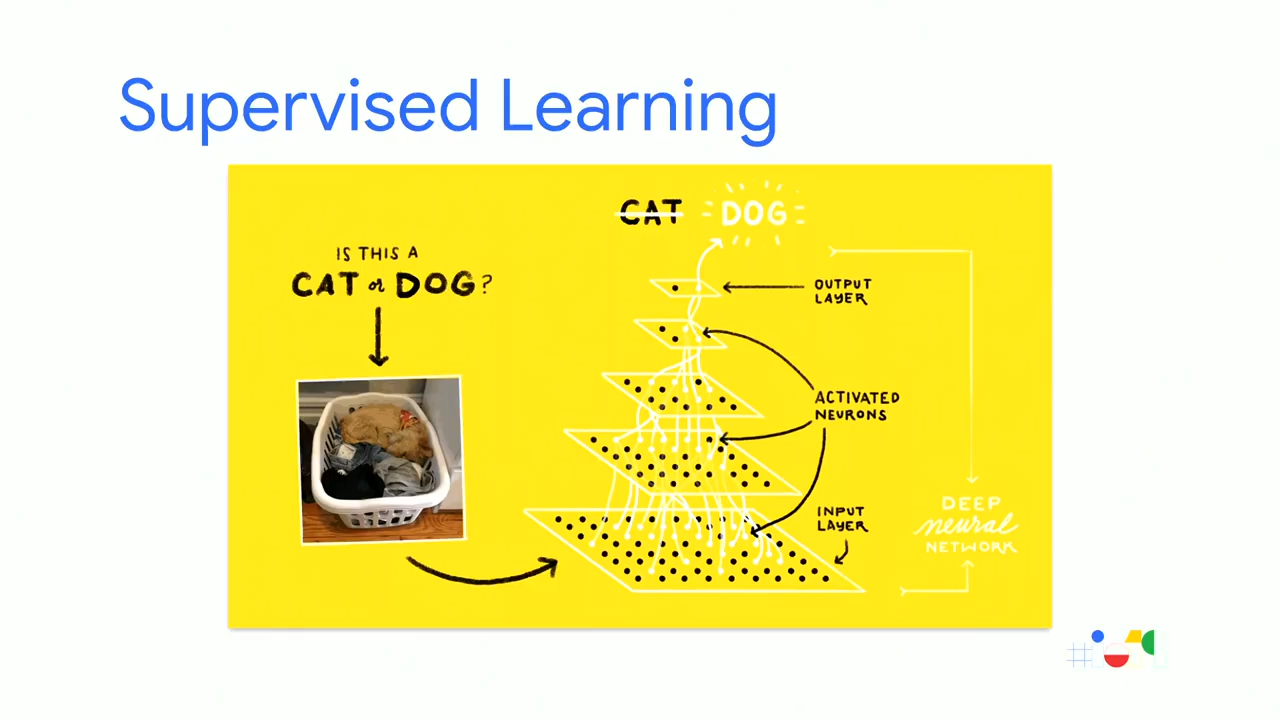 Supervised Learning
CAT DOG
IS THIS A
CAT or DOG?
OUTPUT
LAYER
ACTIVATED
NEURONS
INPUT
LAYER
DEEP
neural
NETWORK